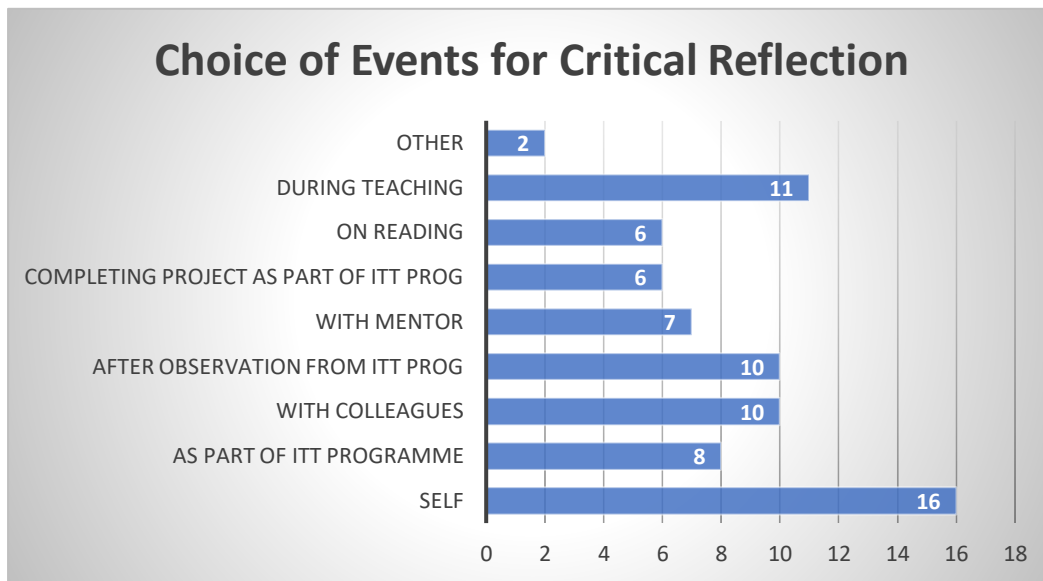 Choice of Events for Critical Reflection
OTHER 2
DURING TEACHING 11
ON READING 6
COMPLETING PROJECT AS PART OF ITT PROG 6
WITH MENTOR 7
AFTER OBSERVATION FROM ITT PROG 10
WITH COLLEAGUES 10
AS PART OF ITT PROGRAMME 8
SELF 16
0 2 4 6 8 10 12 14 16 18